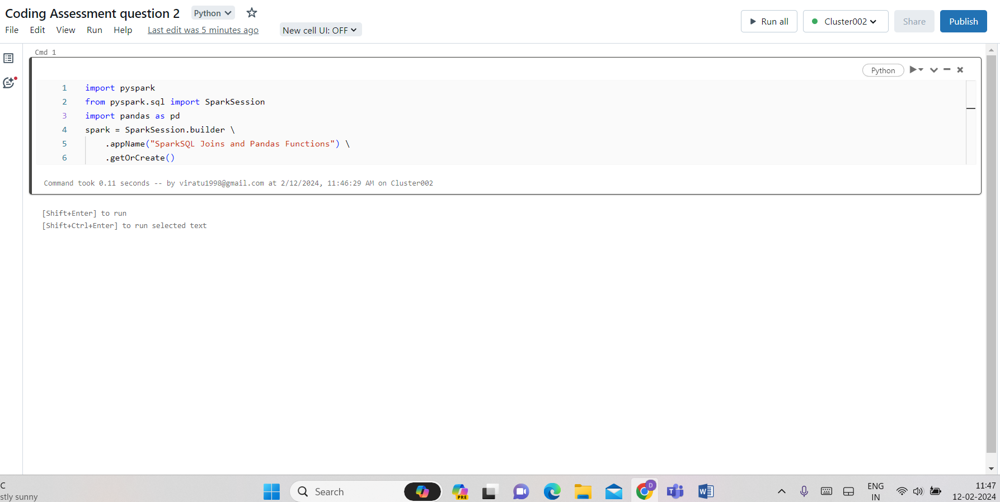 Coding Assessment question 2 Python
File Edit View Run Help Last edit was 5 minutes ago New cell UI: OFF
Run all Cluster002 Share Publish
Cmd 1
Python
1 import pyspark
2 from pyspark.sql import SparkSession
3 import pandas as pd
4 spark = SparkSession.builder \
5 .appName("SparkSQL Joins and Pandas Functions") \
6 .getOrCreate()
Command took 0.11 seconds -- by viratu1998@gmail.com at 2/12/2024, 11:46:29 AM on Cluster002
[Shift+Enter] to run
[Shift+Ctrl+Enter] to run selected text
C
stly sunny
Search
PRE
D
ENG
IN
11:47
12-02-2024